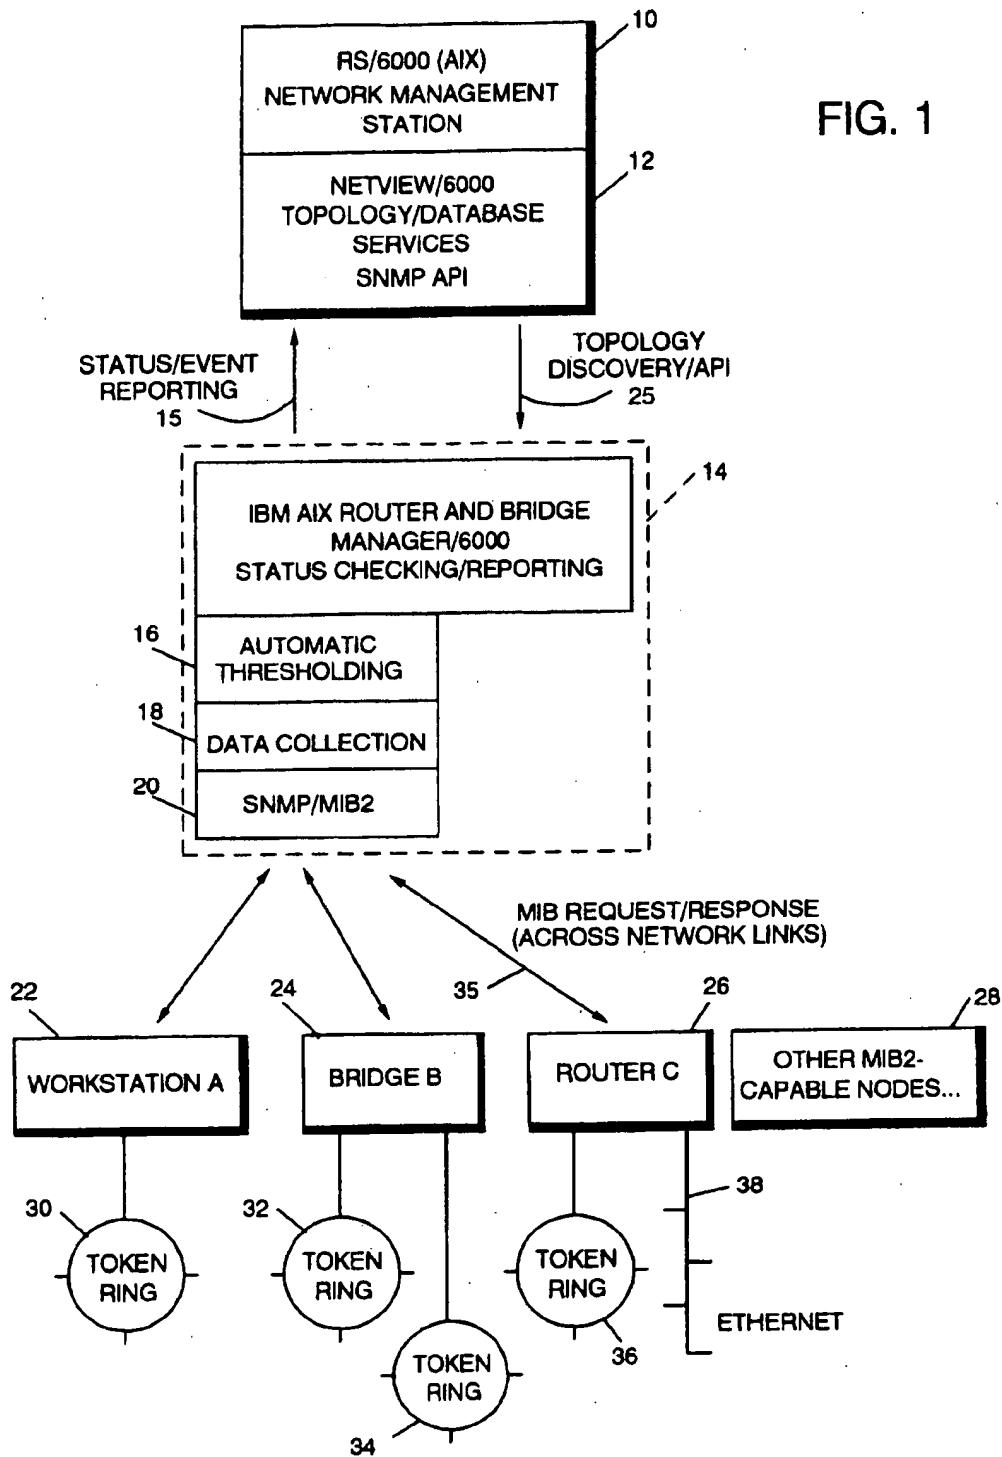 10
RS/6000 (AIX)
NETWORK MANAGEMENT
STATION
FIG. 1
12
NETVIEW/6000
TOPOLOGY/DATABASE
SERVICES
SNMP API
STATUS/EVENT
REPORTING
15
TOPOLOGY
DISCOVERY/API
25
14
IBM AIX ROUTER AND BRIDGE
MANAGER/6000
STATUS CHECKING/REPORTING
16
AUTOMATIC
THRESHOLDING
18
DATA COLLECTION
20
SNMP/MIB2
MIB REQUEST/RESPONSE
(ACROSS NETWORK LINKS)
35
22
24
26
28
WORKSTATION A
BRIDGE B
ROUTER C
OTHER MIB2-
CAPABLE NODES...
30
TOKEN
RING
32
TOKEN
RING
TOKEN
RING
34
TOKEN
RING
36
38
ETHERNET